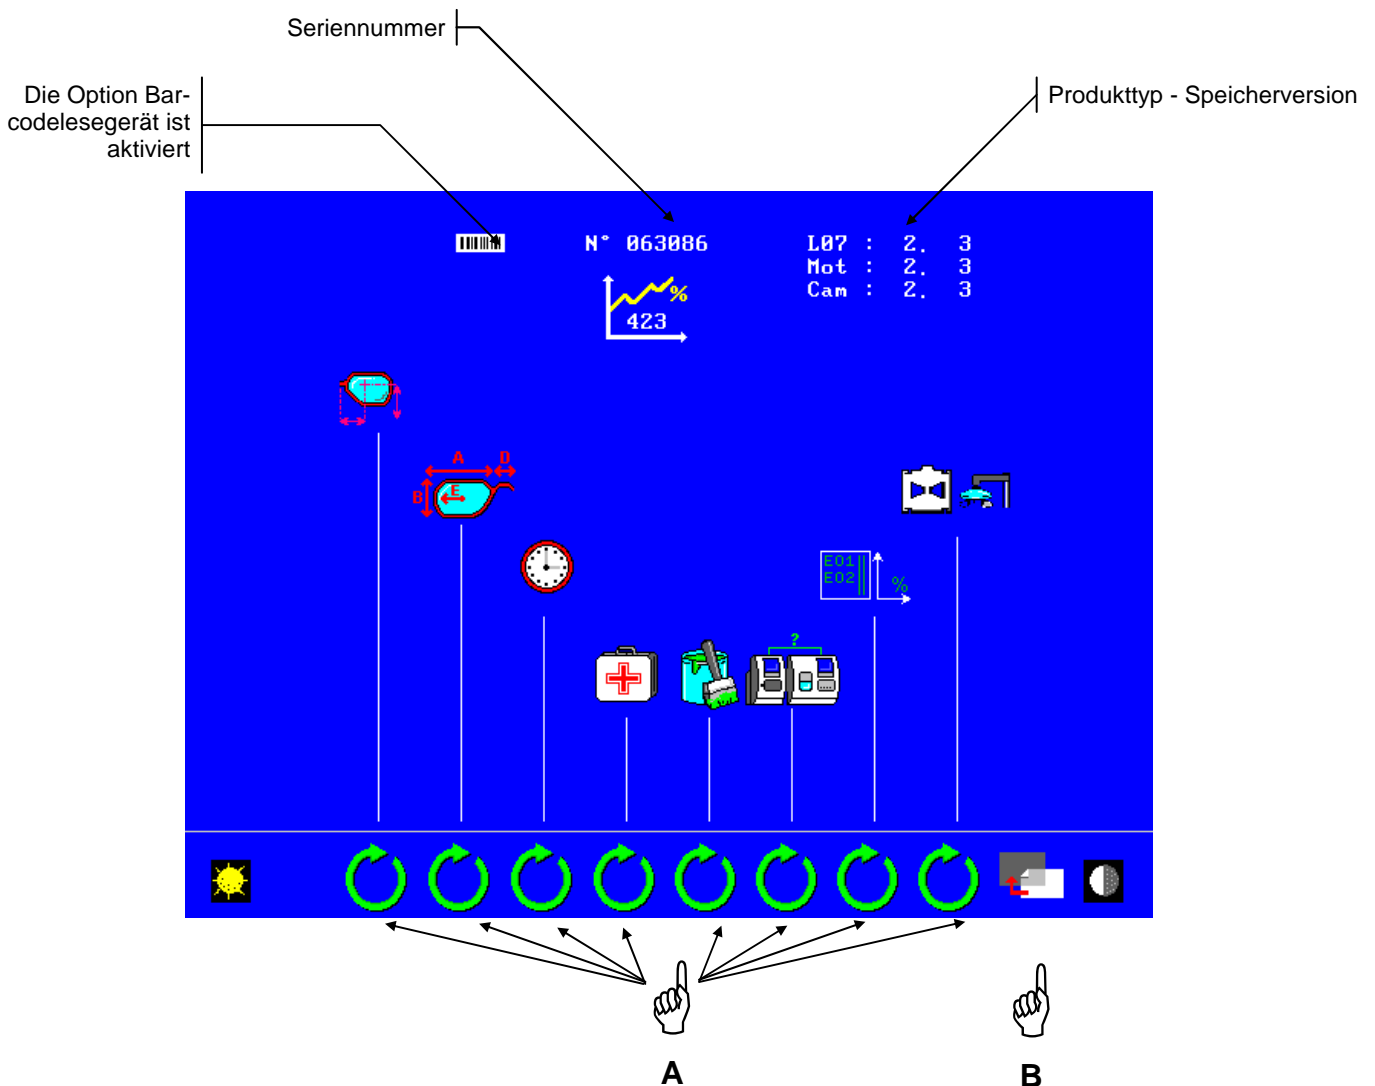 Seriennummer
Die Option Bar-
codelesegerät ist
aktiviert
Produkttyp - Speicherversion
N° 063086
L07 : 2. 3
Mot : 2. 3
Cam : 2. 3
%
423
A D
B E
E01
E02
%
?
A
B